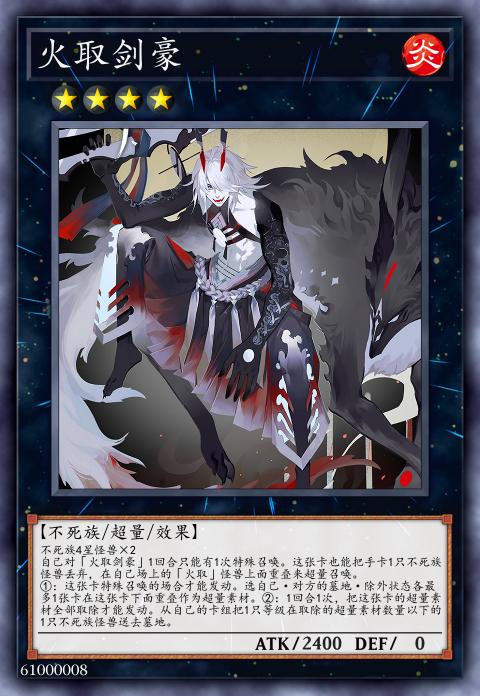 火取剑豪
炎
【不死族/超量/效果】
不死族4星怪兽×2
自己对「火取剑豪」1回合只能有1次特殊召唤。这张卡也能把手卡1只不死族
怪兽丢弃，在自己场上的「火取」怪兽上面重叠来超量召唤。
①：这张卡特殊召唤的场合才能发动。选自己·对方的墓地·除外状态各最
多1张卡在这张卡下面重叠作为超量素材。②：1回合1次，把这张卡的超量素
材全部取除才能发动。从自己的卡组把1只等级在取除的超量素材数量以下的
1只不死族怪兽送去墓地。
ATK/2400 DEF/ 0
61000008